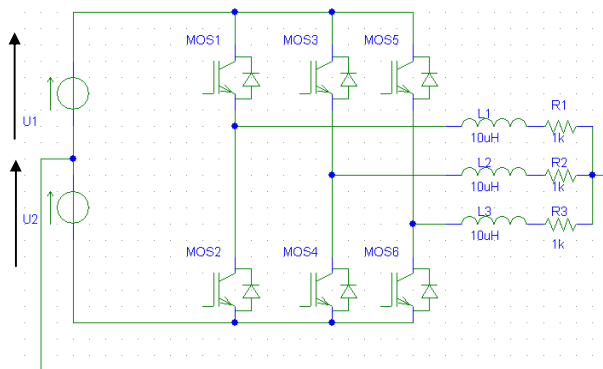 MOS1 MOS3 MOS5
U1
L1 R1
10uH 1k
L2 R2
10uH 1k
U2
L3 R3
10uH 1k
MOS2 MOS4 MOS6